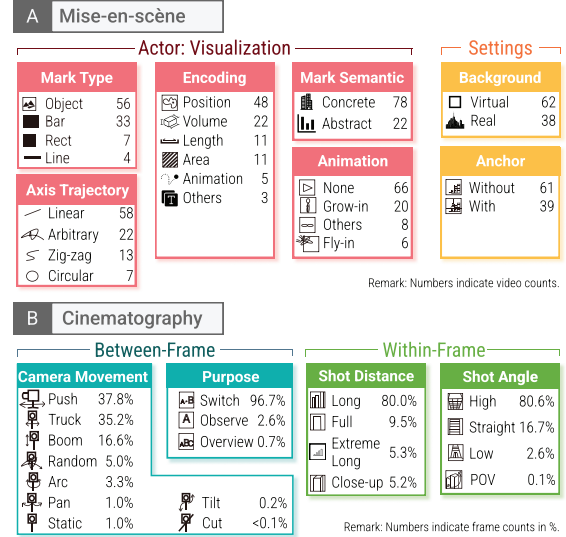 A Mise-en-scène
Actor: Visualization
Settings
Mark Type
Object 56
Bar 33
Rect 7
Line 4
Axis Trajectory
Linear 58
Arbitrary 22
Zig-zag 13
Circular 7
Encoding
Position 48
Volume 22
Length 11
Area 11
Animation 5
T Others 3
Mark Semantic
Concrete 78
Abstract 22
Animation
None 66
Grow-in 20
Others 8
Fly-in 6
Background
Virtual 62
Real 38
Anchor
Without 61
With 39
Remark: Numbers indicate video counts.
B Cinematography
Between-Frame
Within-Frame
Camera Movement
Push 37.8%
Truck 35.2%
Boom 16.6%
Random 5.0%
Arc 3.3%
Pan 1.0%
Static 1.0%
Tilt 0.2%
Cut <0.1%
Purpose
A-B Switch 96.7%
A Observe 2.6%
ABC Overview 0.7%
Shot Distance
Long 80.0%
Full 9.5%
Extreme
Long 5.3%
Close-up 5.2%
Shot Angle
High 80.6%
Straight 16.7%
Low 2.6%
POV 0.1%
Remark: Numbers indicate frame counts in %.